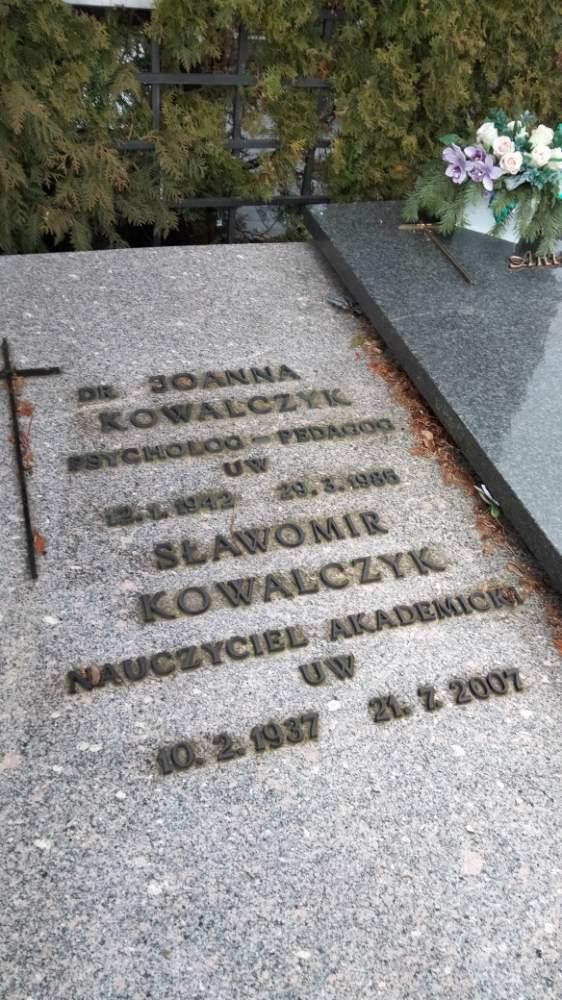 DR. JOANNA
KOWALCZYK
PSYCHOLOG - PEDAGOG
UW
12.1.1942 29.3.1986
SŁAWOMIR
KOWALCZYK
NAUCZYCIEL AKADEMICKI
UW
10.2.1937 21.7.2007